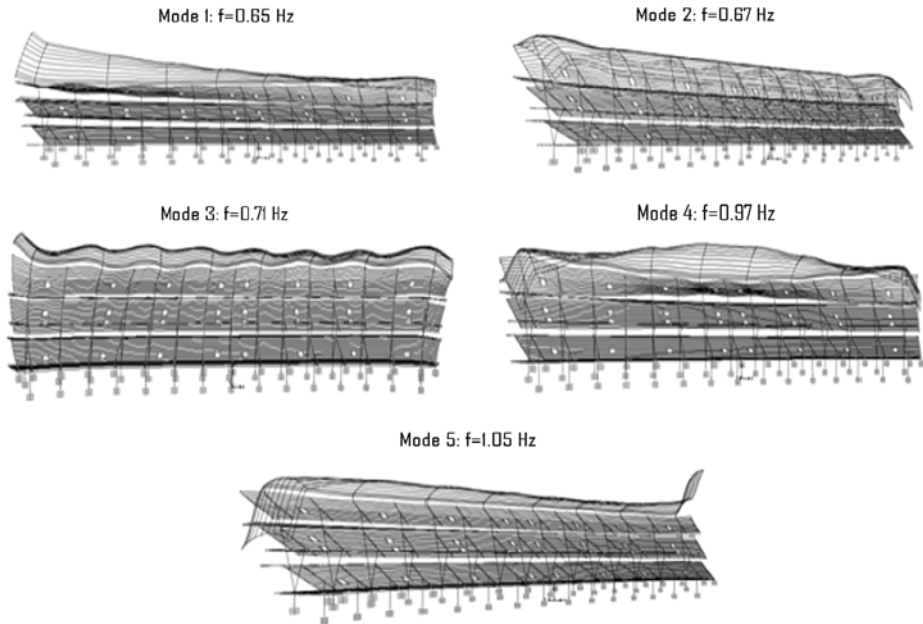 Mode 1: f=0.65 Hz
Mode 2: f=0.67 Hz
Mode 3: f=0.71 Hz
Mode 4: f=0.97 Hz
Mode 5: f=1.05 Hz